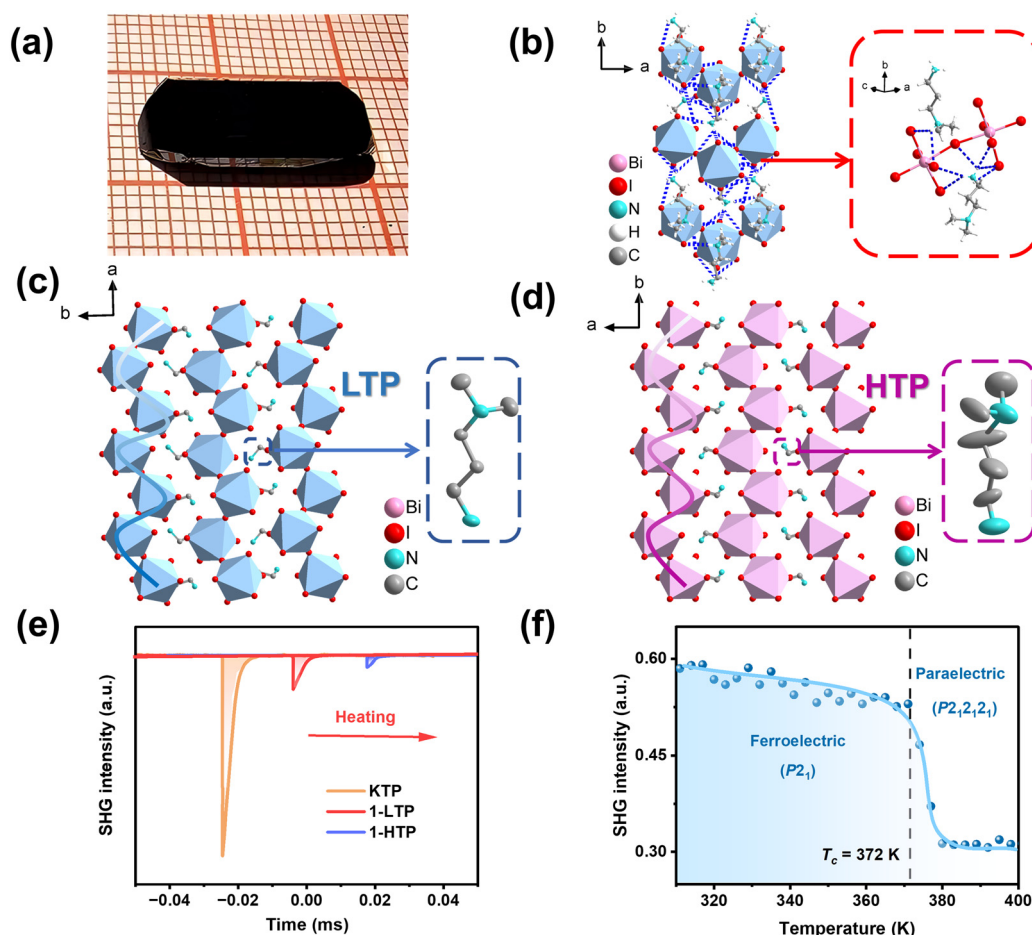 (a)
(b)
b
a
b
c
a
Bi
I
N
H
C
(c)
a
b
LTP
Bi
I
N
C
(d)
b
a
HTP
Bi
I
N
C
(e)
SHG intensity (a.u.)
Heating
KTP
1-LTP
1-HTP
−0.04
−0.02
0.00
0.02
0.04
Time (ms)
(f)
SHG intensity (a.u.)
0.60
0.45
0.30
Paraelectric
(P2₁2₁2₁)
Ferroelectric
(P2₁)
T꜀ = 372 K
320
340
360
380
400
Temperature (K)